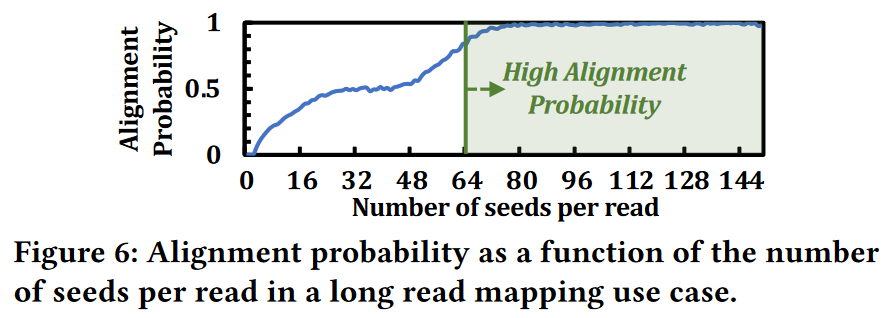 1
0.5
0
Alignment
Probability
High Alignment
Probability
0 16 32 48 64 80 96 112 128 144
Number of seeds per read
Figure 6: Alignment probability as a function of the number
of seeds per read in a long read mapping use case.